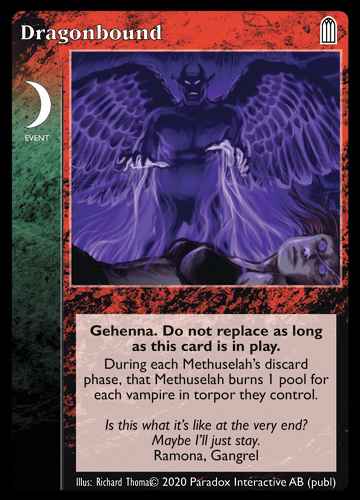 Dragonbound
EVENT
Gehenna. Do not replace as long
as this card is in play.
During each Methuselah's discard
phase, that Methuselah burns 1 pool for
each vampire in torpor they control.
Is this what it's like at the very end?
Maybe I'll just stay.
Ramona, Gangrel
Illus: Richard Thomas© 2020 Paradox Interactive AB (publ)